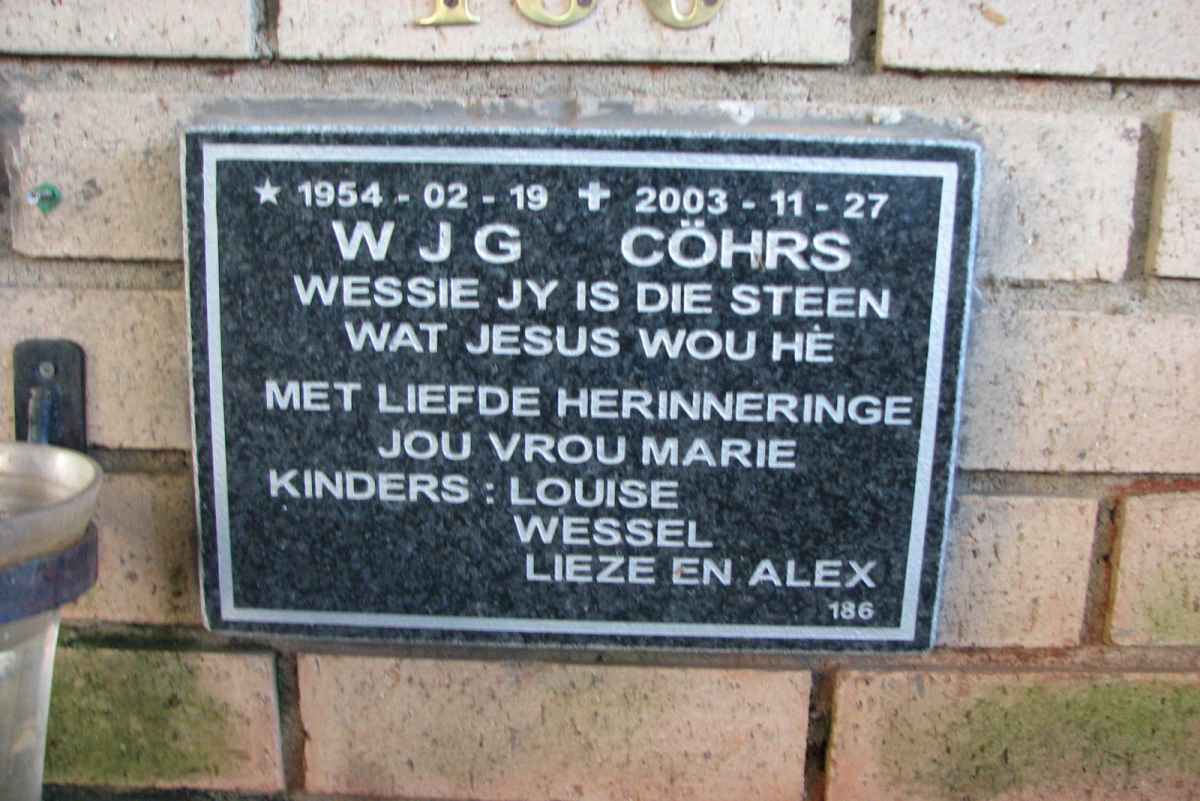 ★ 1954 - 02 - 19 ✝ 2003 - 11 - 27
W J G CÖHRS
WESSIE JY IS DIE STEEN
WAT JESUS WOU HÊ
MET LIEFDE HERINNERINGE
JOU VROU MARIE
KINDERS : LOUISE
WESSEL
LIEZE EN ALEX
186